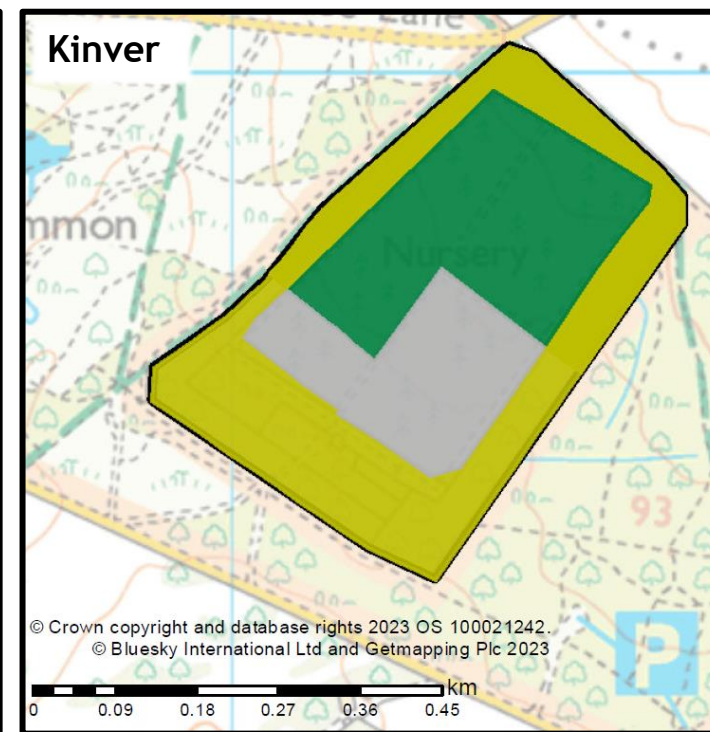 Lane
Kinver
mmon
Nursery
93
P
© Crown copyright and database rights 2023 OS 100021242.
© Bluesky International Ltd and Getmapping Plc 2023
km
0 0.09 0.18 0.27 0.36 0.45